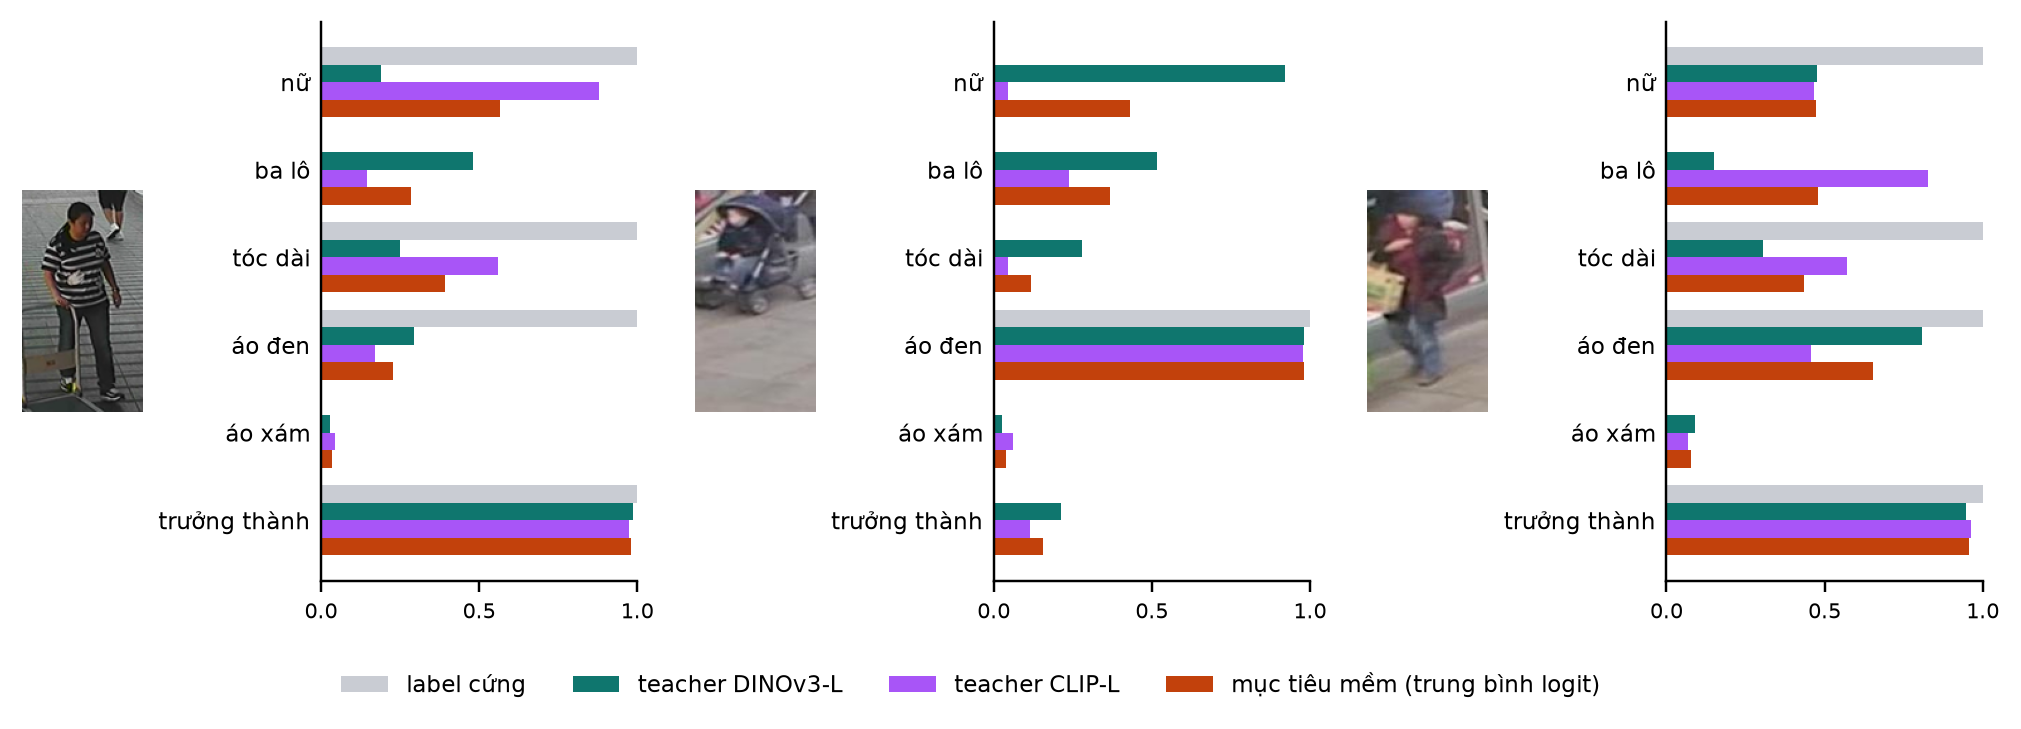 nữ
ba lô
tóc dài
áo đen
áo xám
trưởng thành
0.0 0.5 1.0
nữ
ba lô
tóc dài
áo đen
áo xám
trưởng thành
0.0 0.5 1.0
nữ
ba lô
tóc dài
áo đen
áo xám
trưởng thành
0.0 0.5 1.0
label cứng teacher DINOv3-L teacher CLIP-L mục tiêu mềm (trung bình logit)